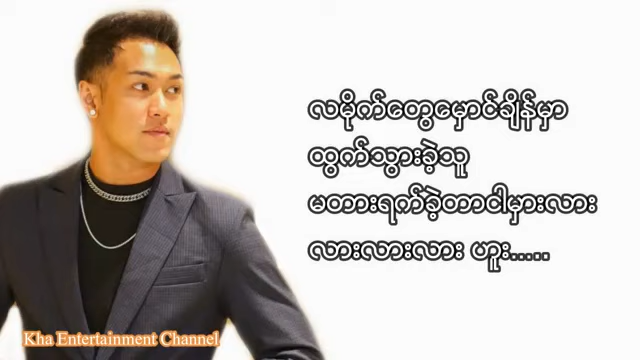 လမိုက်တွေမှောင်ချိန်မှာ
ထွက်သွားခဲ့သူ
မတားရက်ခဲ့တာငါမှားလား
လားလားလား ဟူး.....
Kha Entertainment Channel